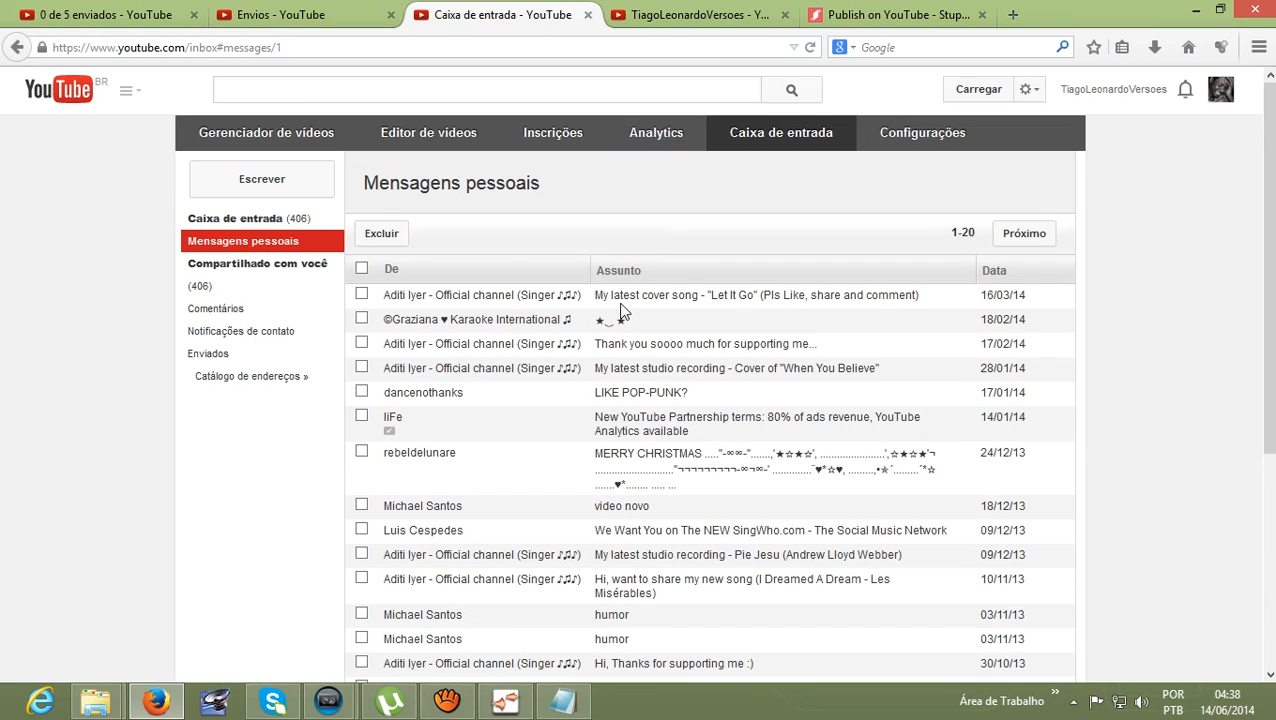 0 de 5 enviados - YouTube
Envios - YouTube
Caixa de entrada - YouTube
TiagoLeonardoVersoes - Y...
Publish on YouTube - Stup...
https://www.youtube.com/inbox#messages/1
Google
YouTube BR
Carregar
TiagoLeonardoVersoes
Gerenciador de vídeos
Editor de vídeos
Inscrições
Analytics
Caixa de entrada
Configurações
Escrever
Caixa de entrada (406)
Mensagens pessoais
Compartilhado com você
(406)
Comentários
Notificações de contato
Enviados
Catálogo de endereços »
Mensagens pessoais
Excluir
1-20
Próximo
De Assunto Data
Aditi Iyer - Official channel (Singer ♪♫♪) My latest cover song - "Let It Go" (Pls Like, share and comment) 16/03/14
©Graziana ♥ Karaoke International ♫ ★‿★ 18/02/14
Aditi Iyer - Official channel (Singer ♪♫♪) Thank you soooo much for supporting me... 17/02/14
Aditi Iyer - Official channel (Singer ♪♫♪) My latest studio recording - Cover of "When You Believe" 28/01/14
dancenothanks LIKE POP-PUNK? 17/01/14
liFe New YouTube Partnership terms: 80% of ads revenue, YouTube 14/01/14
Analytics available
rebeldelunare MERRY CHRISTMAS 24/12/13
Michael Santos video novo 18/12/13
Luis Cespedes We Want You on The NEW SingWho.com - The Social Music Network 09/12/13
Aditi Iyer - Official channel (Singer ♪♫♪) My latest studio recording - Pie Jesu (Andrew Lloyd Webber) 09/12/13
Aditi Iyer - Official channel (Singer ♪♫♪) Hi, want to share my new song (I Dreamed A Dream - Les 10/11/13
Misérables)
Michael Santos humor 03/11/13
Michael Santos humor 03/11/13
Aditi Iyer - Official channel (Singer ♪♫♪) Hi, Thanks for supporting me :) 30/10/13
Área de Trabalho »
POR
PTB
04:38
14/06/2014